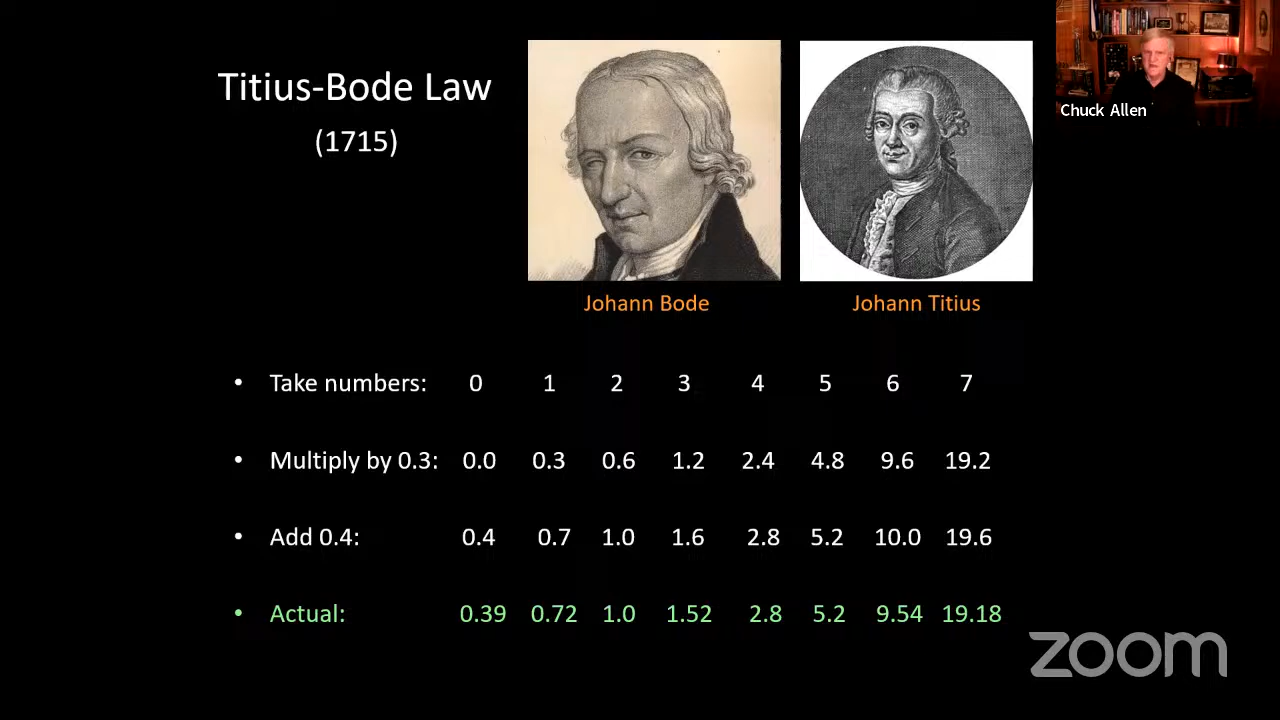 Titius-Bode Law
(1715)
Chuck Allen
Johann Bode
Johann Titius
• Take numbers: 0 1 2 3 4 5 6 7
• Multiply by 0.3: 0.0 0.3 0.6 1.2 2.4 4.8 9.6 19.2
• Add 0.4: 0.4 0.7 1.0 1.6 2.8 5.2 10.0 19.6
• Actual: 0.39 0.72 1.0 1.52 2.8 5.2 9.54 19.18
zoom